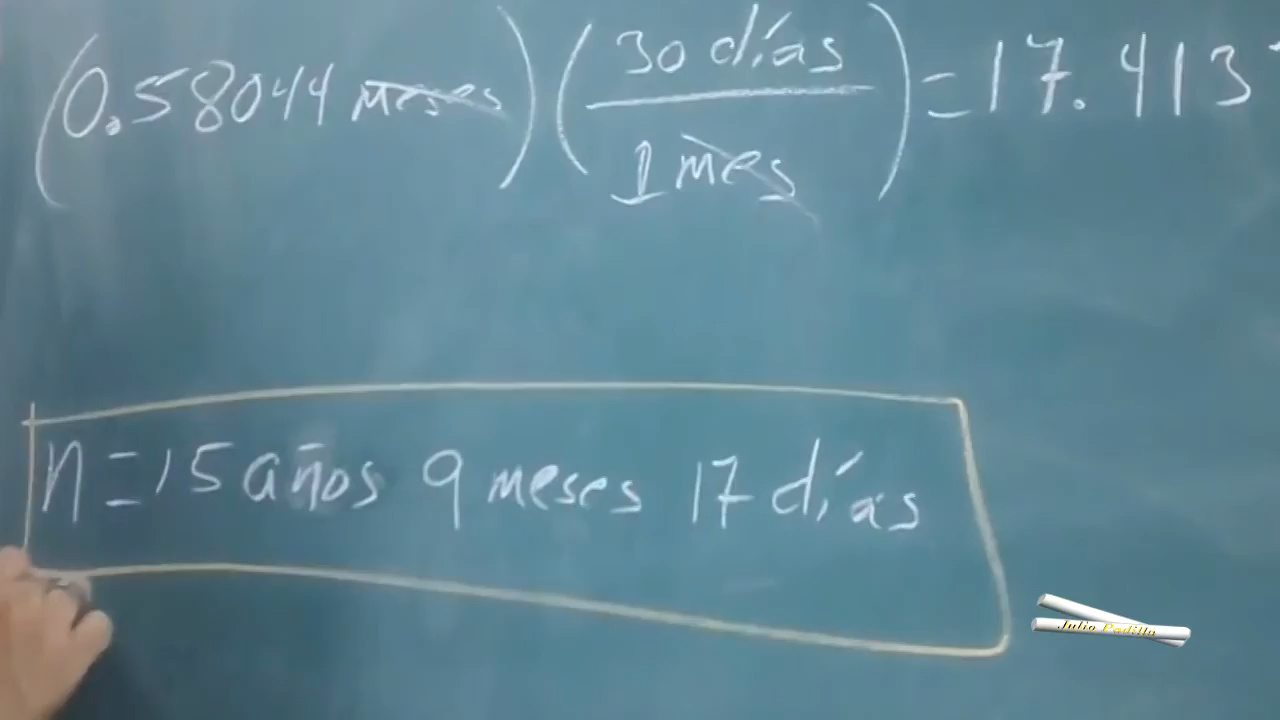 (0.58044 meses) (30 días / 1 mes) = 17.413
n = 15 años 9 meses 17 días
Julio Padilla